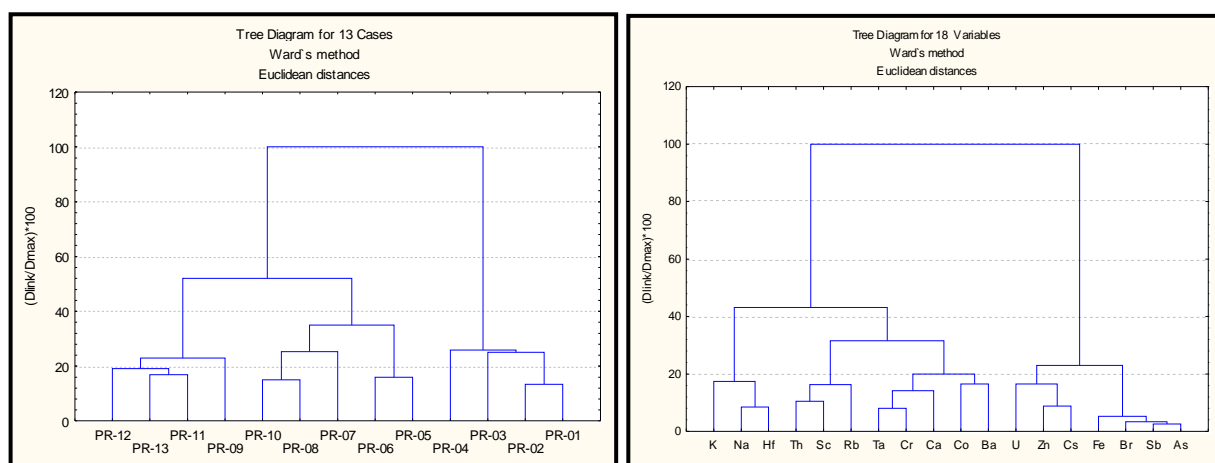 Tree Diagram for 13 Cases
Ward`s method
Euclidean distances
(Dlink/Dmax)*100
120
100
80
60
40
20
0
PR-12 PR-11 PR-10 PR-07 PR-05 PR-03 PR-01
PR-13 PR-09 PR-08 PR-06 PR-04 PR-02
Tree Diagram for 18 Variables
Ward`s method
Euclidean distances
(Dlink/Dmax)*100
120
100
80
60
40
20
0
K Na Hf Th Sc Rb Ta Cr Ca Co Ba U Zn Cs Fe Br Sb As